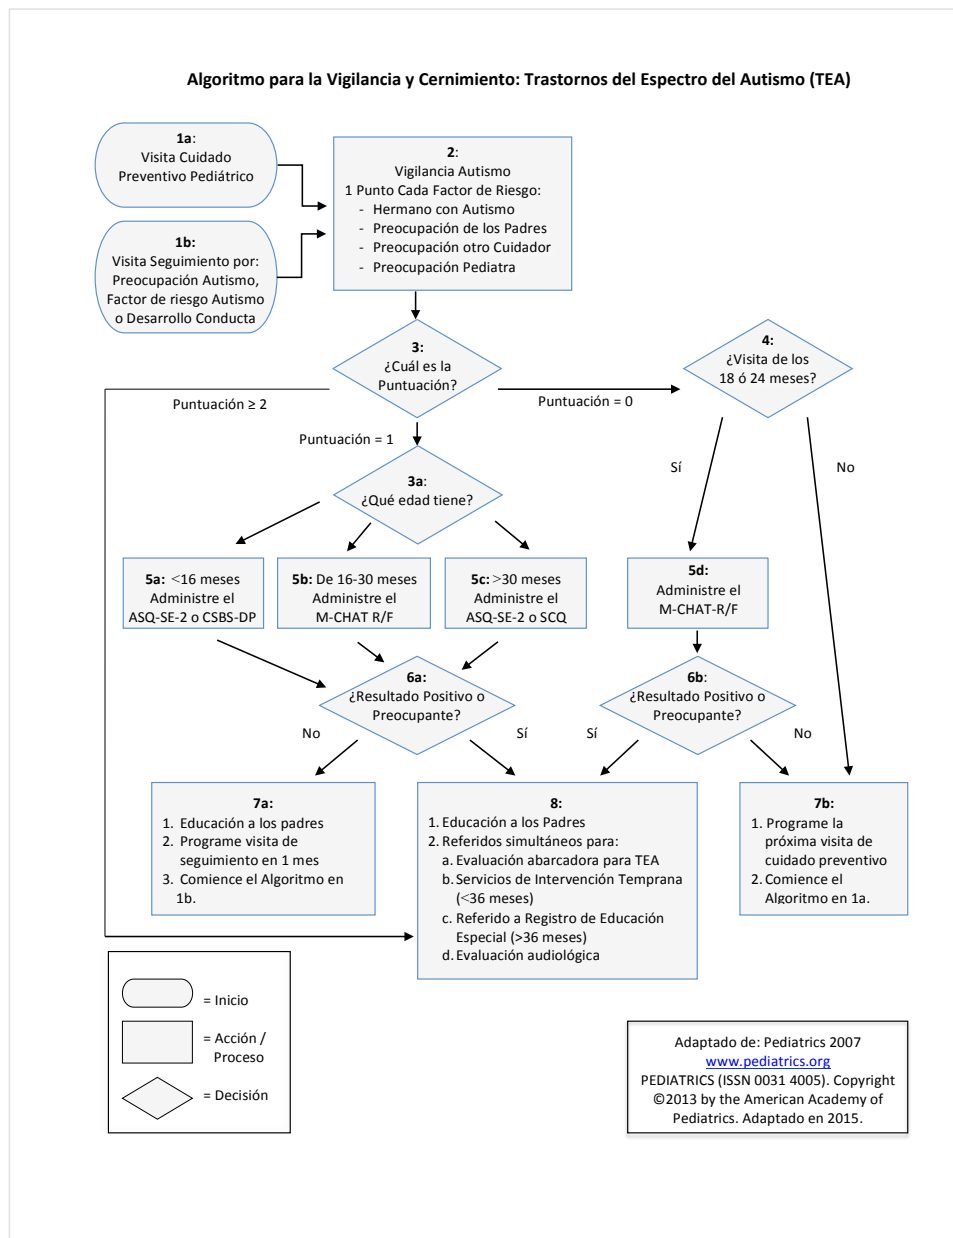 Algoritmo para la Vigilancia y Cernimiento: Trastornos del Espectro del Autismo (TEA)
1a:
Visita Cuidado
Preventivo Pediátrico
1b:
Visita Seguimiento por:
Preocupación Autismo,
Factor de riesgo Autismo
o Desarrollo Conducta
2:
Vigilancia Autismo
1 Punto Cada Factor de Riesgo:
- Hermano con Autismo
- Preocupación de los Padres
- Preocupación otro Cuidador
- Preocupación Pediatra
3:
¿Cuál es la
Puntuación?
4:
¿Visita de los
18 ó 24 meses?
Puntuación ≥ 2
Puntuación = 0
Puntuación = 1
Sí
No
3a:
¿Qué edad tiene?
5a: <16 meses
Administre el
ASQ-SE-2 o CSBS-DP
5b: De 16-30 meses
Administre el
M-CHAT R/F
5c: >30 meses
Administre el
ASQ-SE-2 o SCQ
5d:
Administre el
M-CHAT-R/F
6a:
¿Resultado Positivo o
Preocupante?
6b:
¿Resultado Positivo o
Preocupante?
No
Sí
Sí
No
7a:
1. Educación a los padres
2. Programe visita de
seguimiento en 1 mes
3. Comience el Algoritmo en
1b.
8:
1. Educación a los Padres
2. Referidos simultáneos para:
a. Evaluación abarcadora para TEA
b. Servicios de Intervención Temprana
(<36 meses)
c. Referido a Registro de Educación
Especial (>36 meses)
d. Evaluación audiológica
7b:
1. Programe la
próxima visita de
cuidado preventivo
2. Comience el
Algoritmo en 1a.
= Inicio
= Acción /
Proceso
= Decisión
Adaptado de: Pediatrics 2007
www.pediatrics.org
PEDIATRICS (ISSN 0031 4005). Copyright
©2013 by the American Academy of
Pediatrics. Adaptado en 2015.